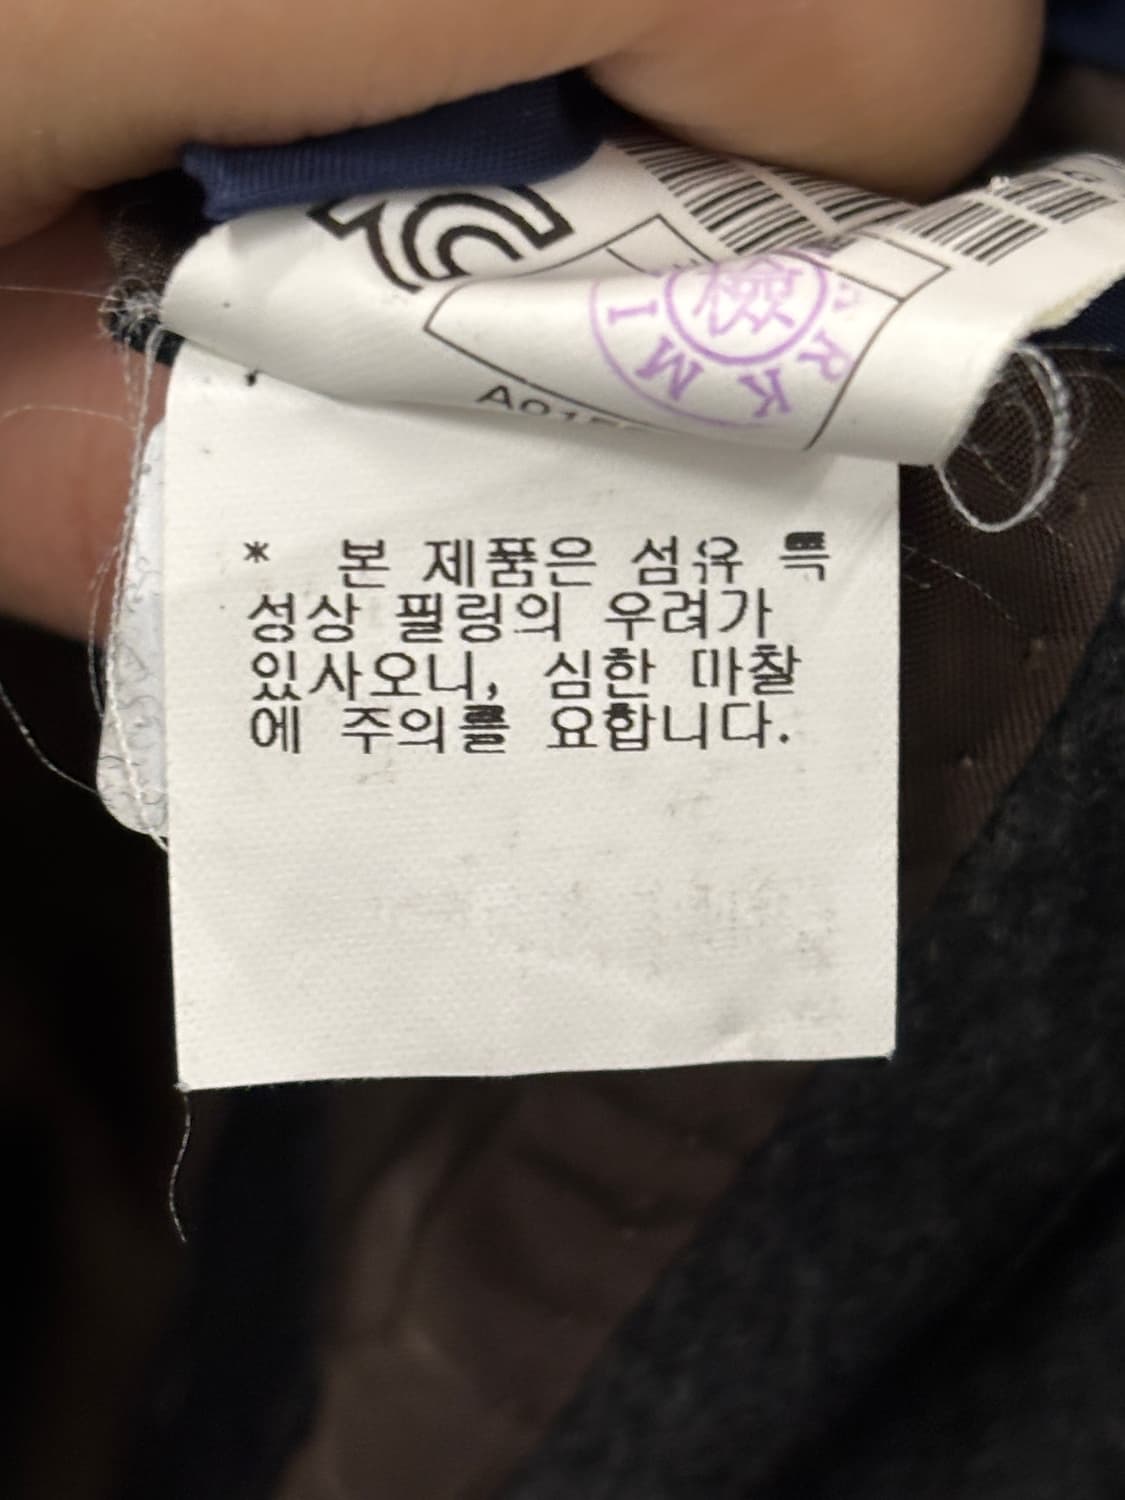 檢
* 본 제품은 섬유 특
성상 필링의 우려가
있사오니, 심한 마찰
에 주의를 요합니다.